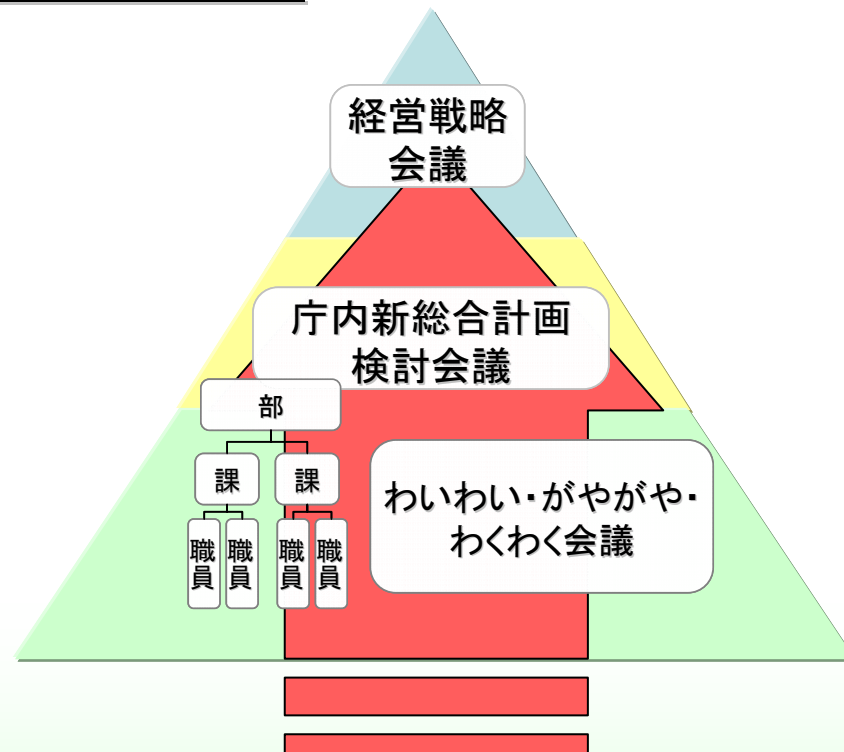 経営戦略
会議
庁内新総合計画
検討会議
部
課
課
わいわい・がやがや・
わくわく会議
職員
職員
職員
職員